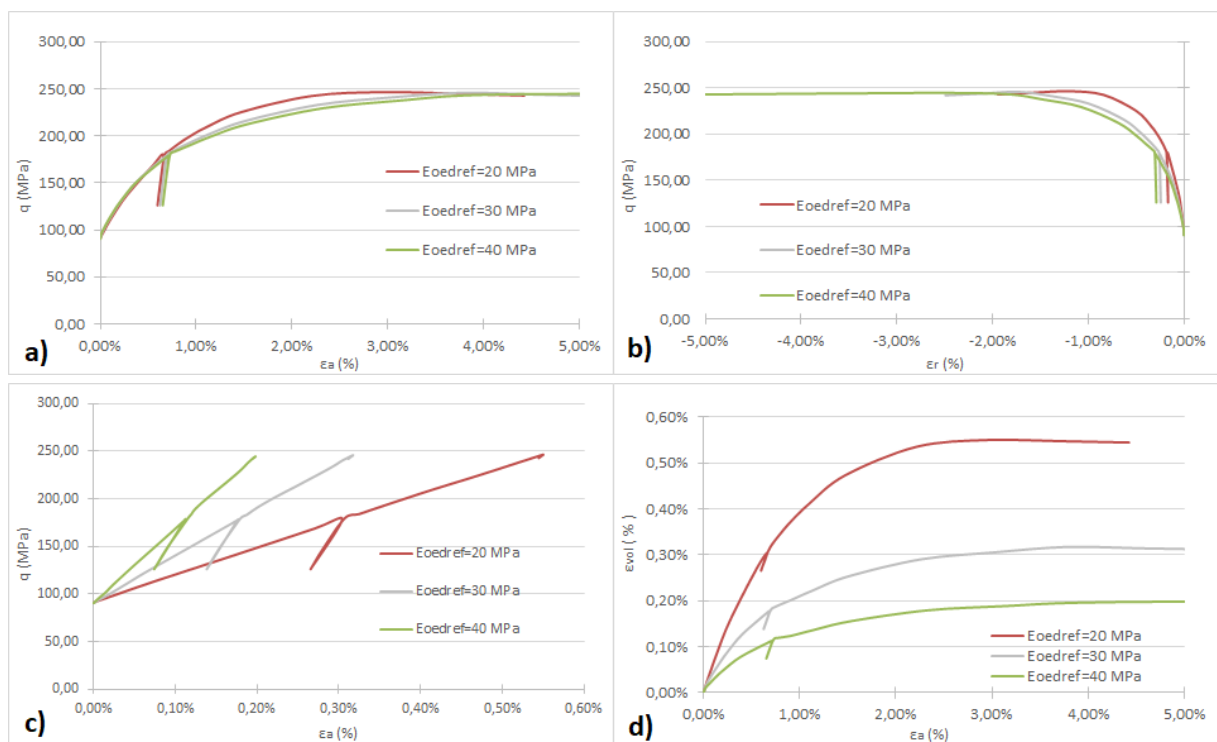 300,00
250,00
200,00
150,00
100,00
50,00
0,00
q (MPa)
Eoedref=20 MPa
Eoedref=30 MPa
Eoedref=40 MPa
0,00% 1,00% 2,00% 3,00% 4,00% 5,00%
εa (%)
a)
300,00
250,00
200,00
150,00
100,00
50,00
0,00
q (MPa)
Eoedref=20 MPa
Eoedref=30 MPa
Eoedref=40 MPa
-5,00% -4,00% -3,00% -2,00% -1,00% 0,00%
εr (%)
b)
300,00
250,00
200,00
150,00
100,00
50,00
0,00
q (MPa)
Eoedref=20 MPa
Eoedref=30 MPa
Eoedref=40 MPa
0,00% 0,10% 0,20% 0,30% 0,40% 0,50% 0,60%
εa (%)
c)
0,60%
0,50%
0,40%
0,30%
0,20%
0,10%
0,00%
εvol ( % )
Eoedref=20 MPa
Eoedref=30 MPa
Eoedref=40 MPa
0,00% 1,00% 2,00% 3,00% 4,00% 5,00%
εa (%)
d)